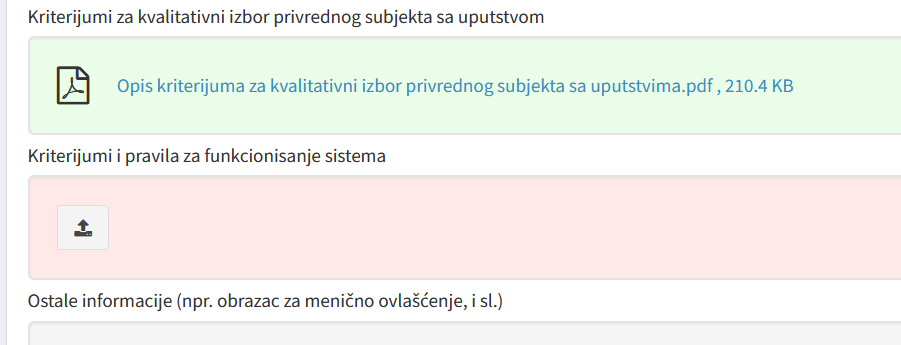 Kriterijumi za kvalitativni izbor privrednog subjekta sa uputstvom
Opis kriterijuma za kvalitativni izbor privrednog subjekta sa uputstvima.pdf , 210.4 KB
Kriterijumi i pravila za funkcionisanje sistema
Ostale informacije (npr. obrazac za menično ovlašćenje, i sl.)